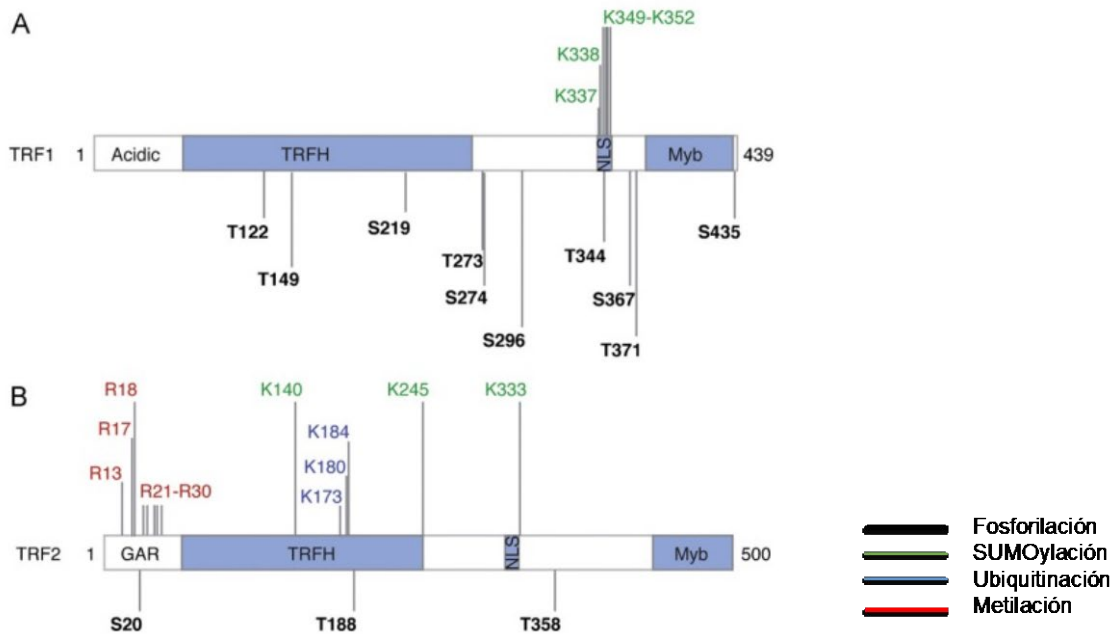 A
K349-K352
K338
K337
TRF1 1 Acidic TRFH NLS Myb 439
T122
T149
S219
T273
S274
S296
T344
S367
T371
S435
B
R18
R17
R13
R21-R30
K140
K184
K180
K173
K245
K333
TRF2 1 GAR TRFH NLS Myb 500
S20
T188
T358
Fosforilación
SUMOylación
Ubiquitinación
Metilación